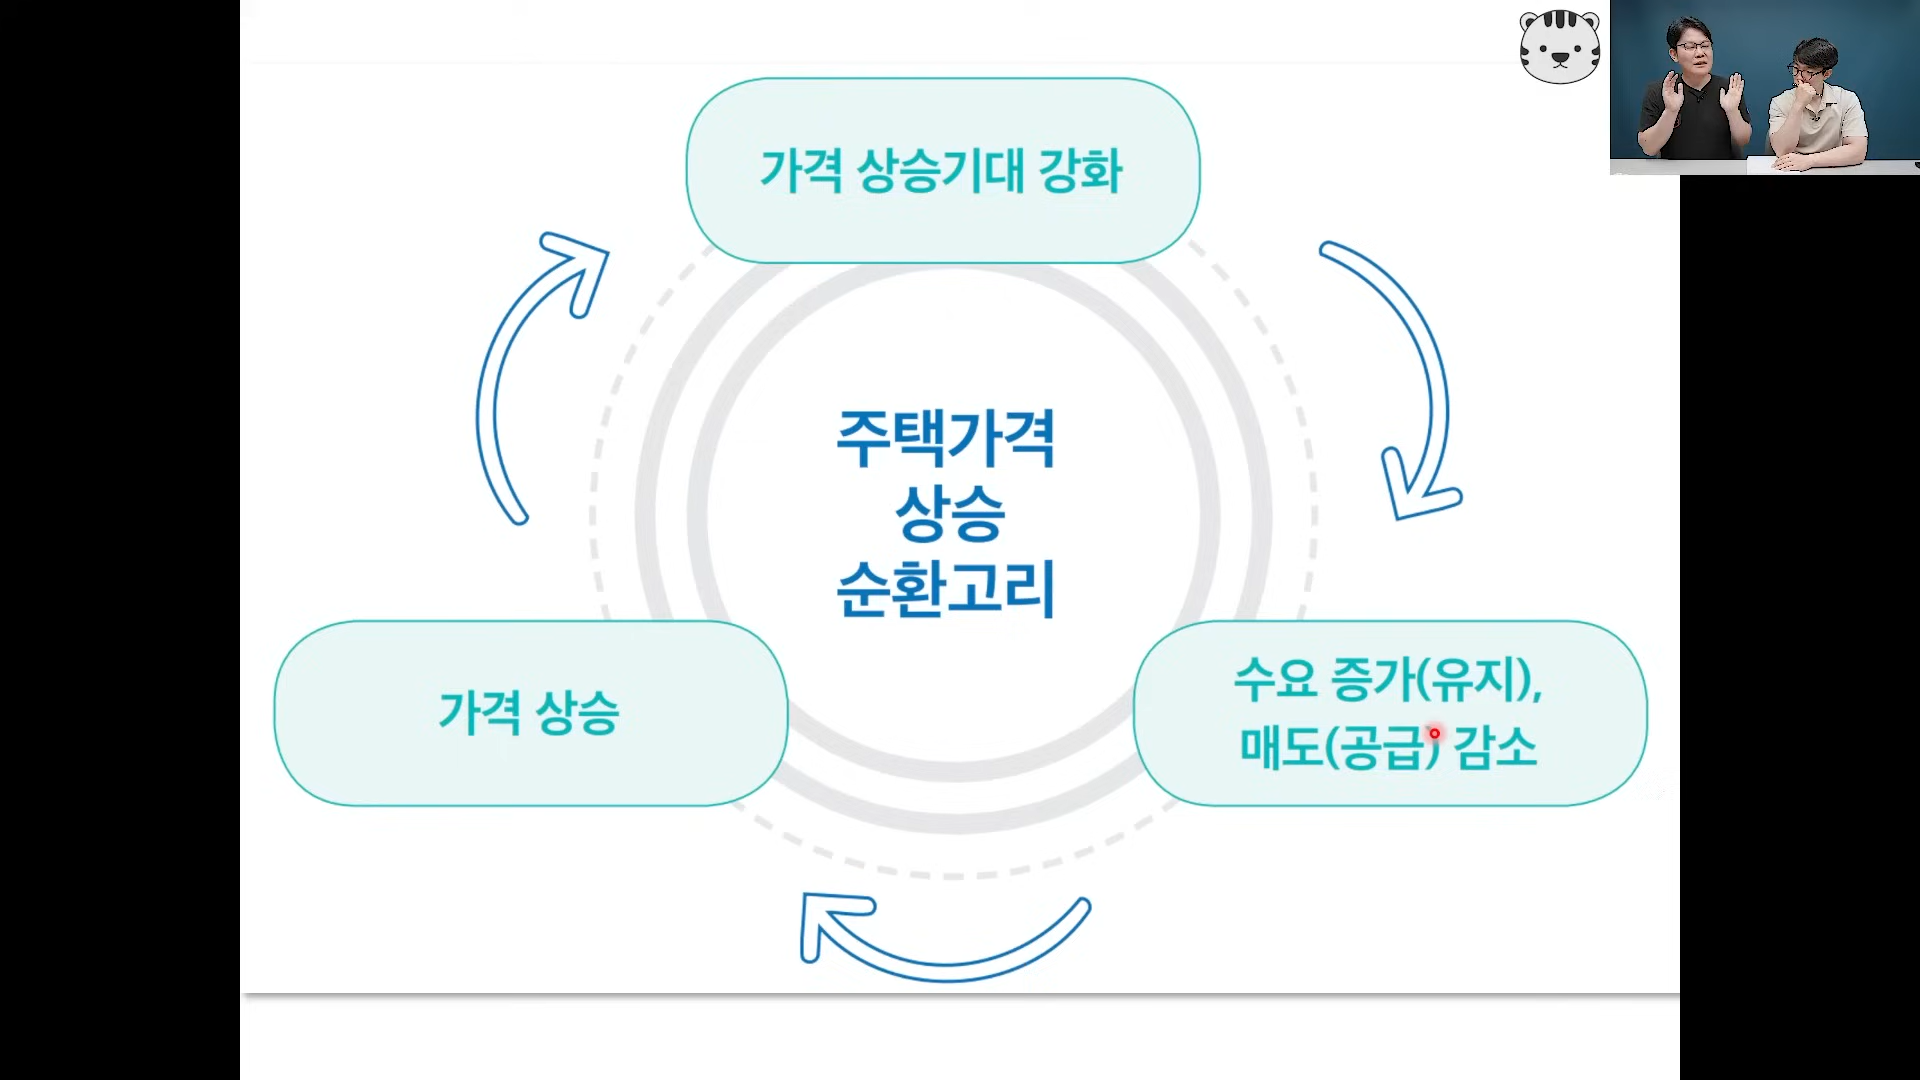 가격 상승기대 강화
주택가격
상승
순환고리
가격 상승
수요 증가(유지),
매도(공급) 감소